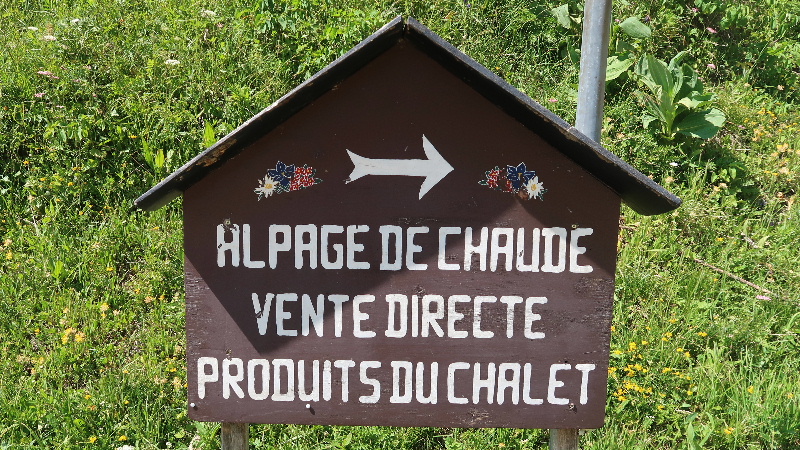 ALPAGE DE CHAUDE
VENTE DIRECTE
PRODUITS DU CHALET